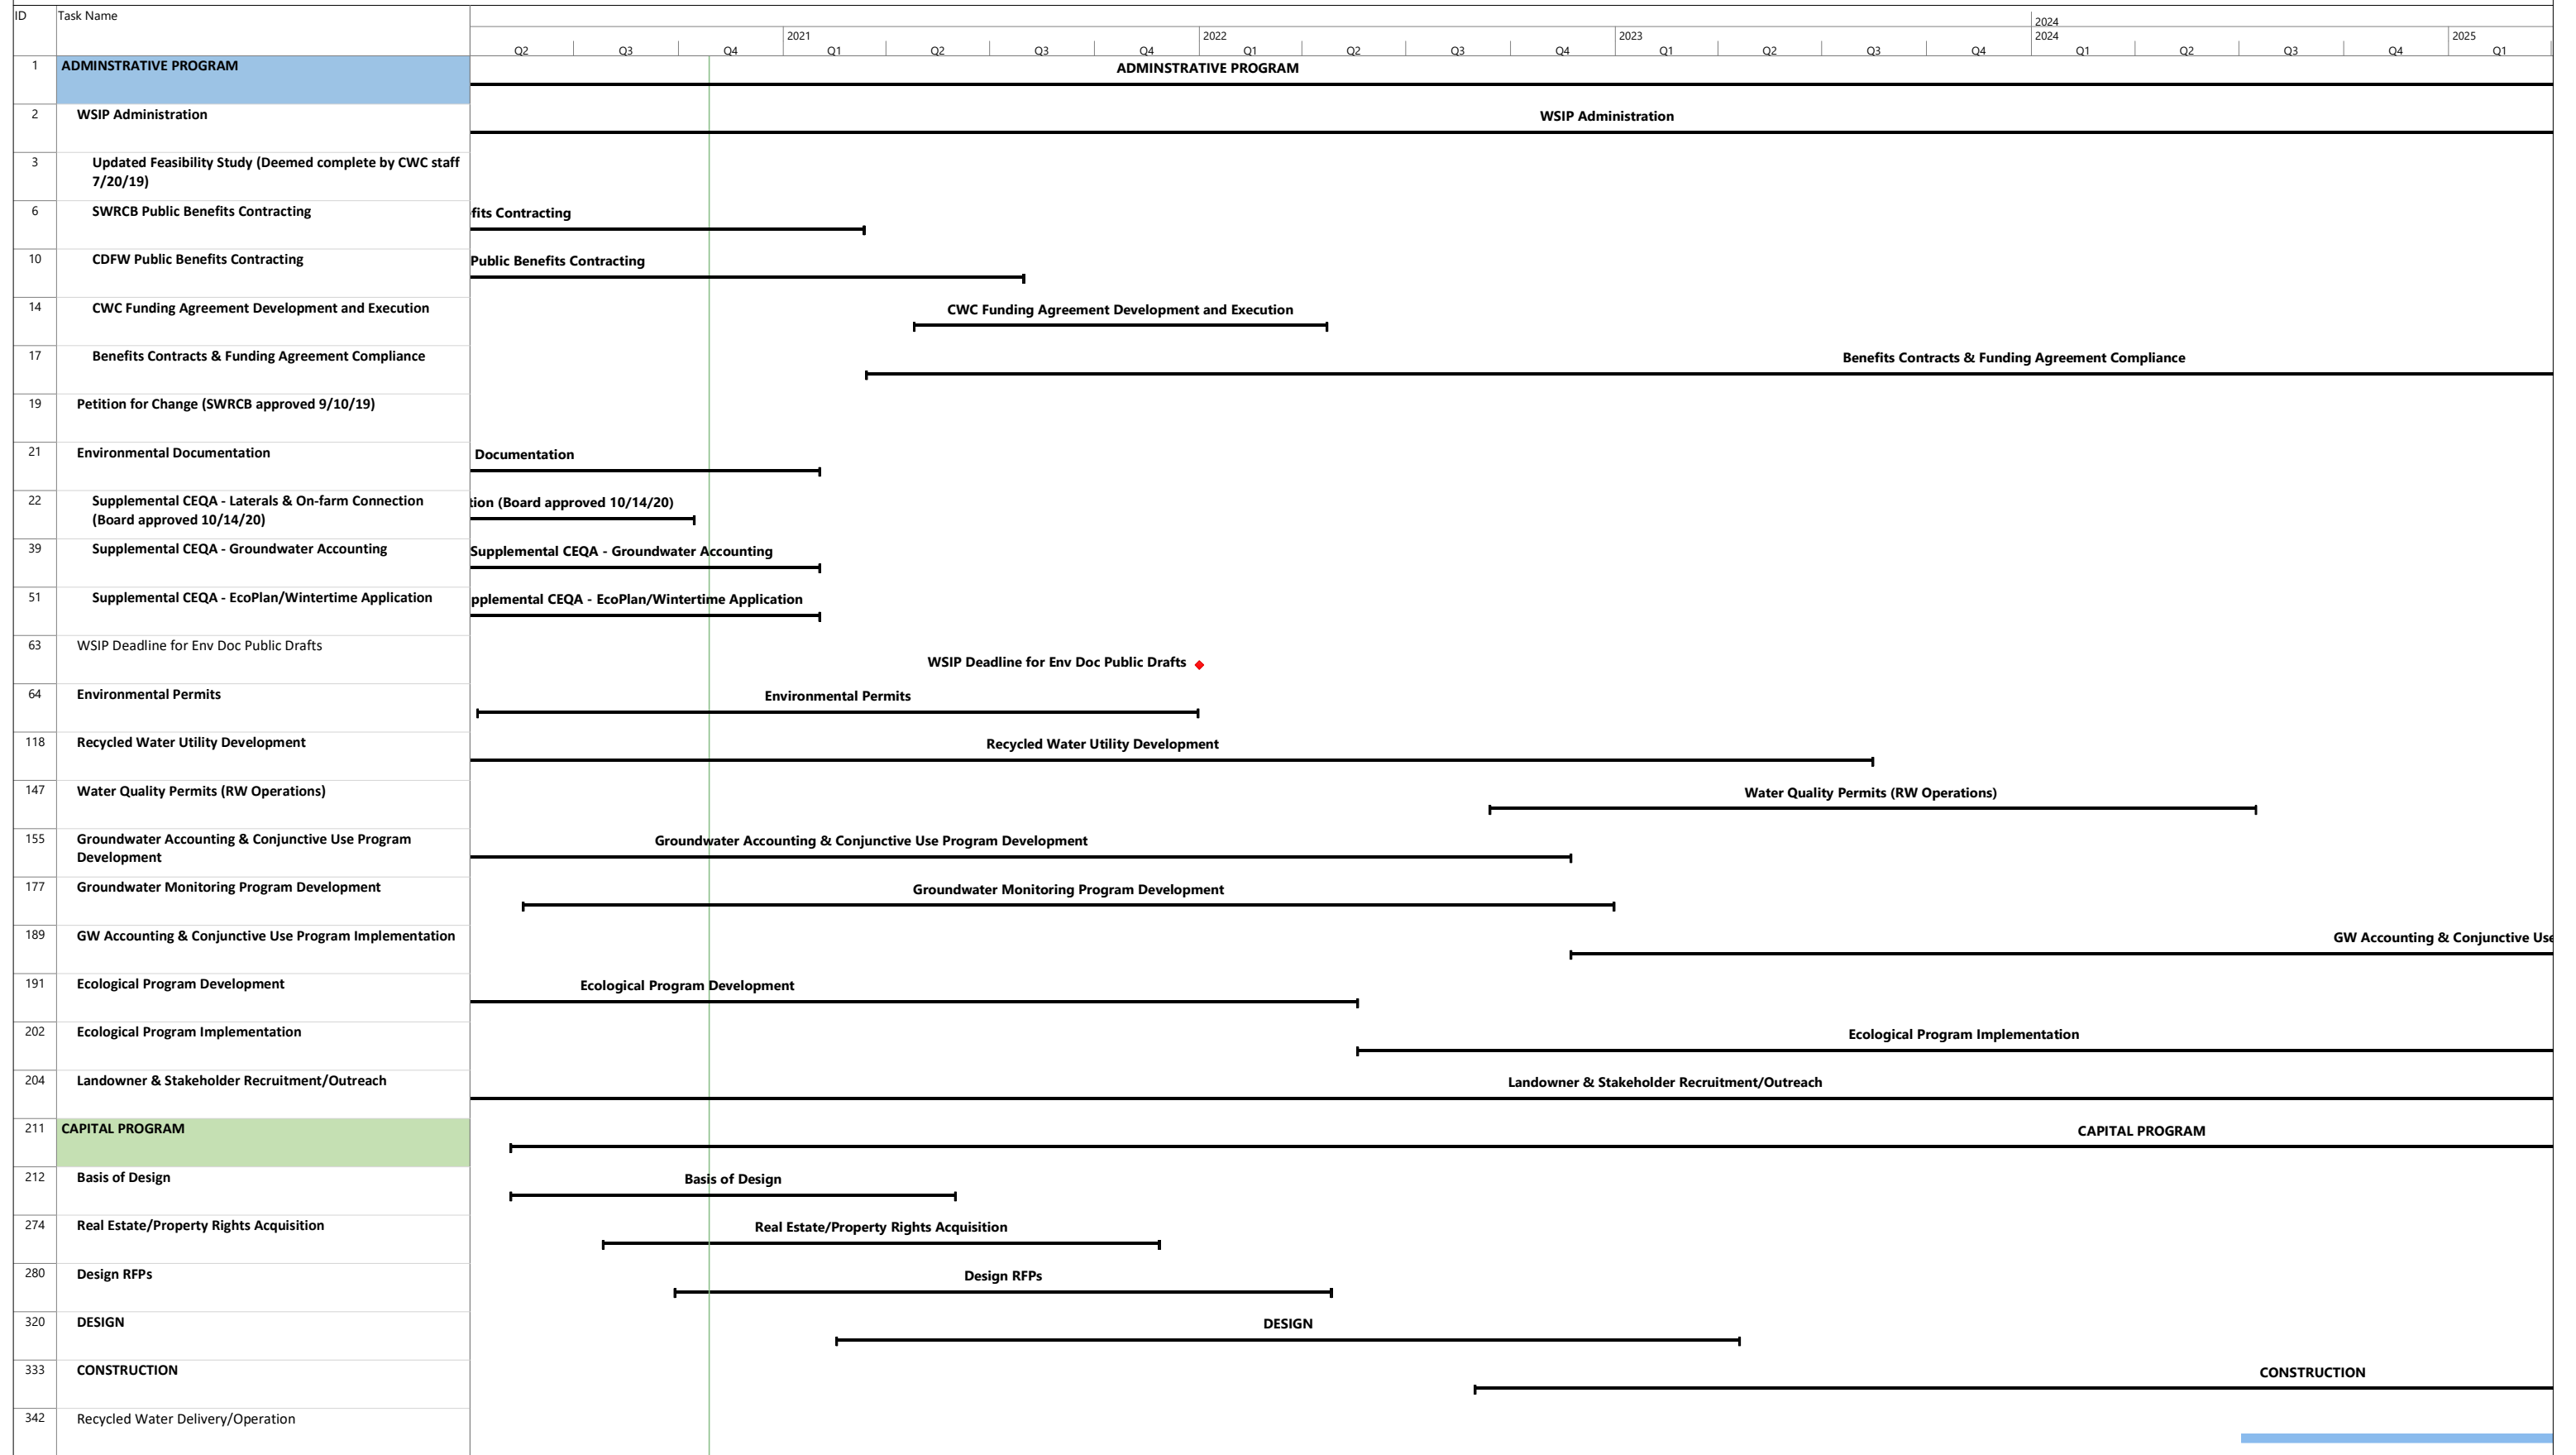 ID Task Name
2024
2021 2022 2023 2024 2025
Q2 Q3 Q4 Q1 Q2 Q3 Q4 Q1 Q2 Q3 Q4 Q1 Q2 Q3 Q4 Q1 Q2 Q3 Q4 Q1
1 ADMINSTRATIVE PROGRAM ADMINSTRATIVE PROGRAM
2 WSIP Administration WSIP Administration
3 Updated Feasibility Study (Deemed complete by CWC staff
7/20/19)
6 SWRCB Public Benefits Contracting fits Contracting
10 CDFW Public Benefits Contracting Public Benefits Contracting
14 CWC Funding Agreement Development and Execution CWC Funding Agreement Development and Execution
17 Benefits Contracts & Funding Agreement Compliance Benefits Contracts & Funding Agreement Compliance
19 Petition for Change (SWRCB approved 9/10/19)
21 Environmental Documentation Documentation
22 Supplemental CEQA - Laterals & On-farm Connection tion (Board approved 10/14/20)
(Board approved 10/14/20)
39 Supplemental CEQA - Groundwater Accounting Supplemental CEQA - Groundwater Accounting
51 Supplemental CEQA - EcoPlan/Wintertime Application pplemental CEQA - EcoPlan/Wintertime Application
63 WSIP Deadline for Env Doc Public Drafts WSIP Deadline for Env Doc Public Drafts
64 Environmental Permits Environmental Permits
118 Recycled Water Utility Development Recycled Water Utility Development
147 Water Quality Permits (RW Operations) Water Quality Permits (RW Operations)
155 Groundwater Accounting & Conjunctive Use Program Groundwater Accounting & Conjunctive Use Program Development
Development
177 Groundwater Monitoring Program Development Groundwater Monitoring Program Development
189 GW Accounting & Conjunctive Use Program Implementation GW Accounting & Conjunctive Use
191 Ecological Program Development Ecological Program Development
202 Ecological Program Implementation Ecological Program Implementation
204 Landowner & Stakeholder Recruitment/Outreach Landowner & Stakeholder Recruitment/Outreach
211 CAPITAL PROGRAM CAPITAL PROGRAM
212 Basis of Design Basis of Design
274 Real Estate/Property Rights Acquisition Real Estate/Property Rights Acquisition
280 Design RFPs Design RFPs
320 DESIGN DESIGN
333 CONSTRUCTION CONSTRUCTION
342 Recycled Water Delivery/Operation